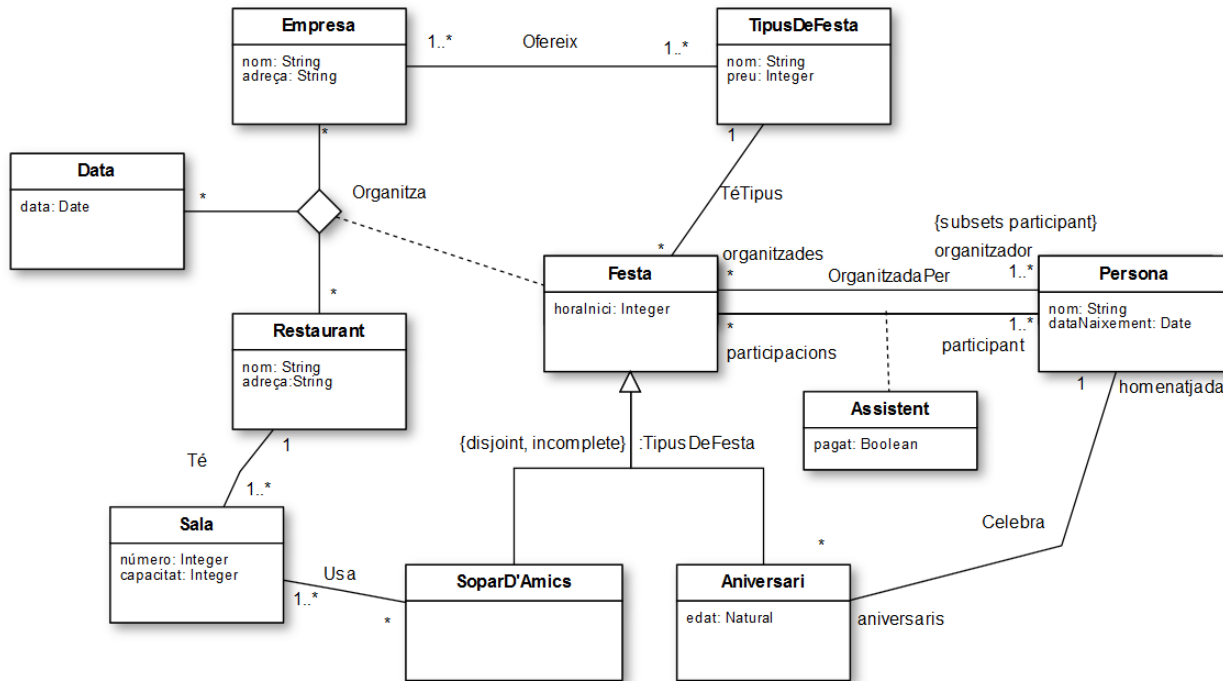 Empresa
nom: String
adreça: String
1..*
Ofereix
1..*
TipusDeFesta
nom: String
preu: Integer
*
1
Data
data: Date
*
Organitza
TéTipus
*
*
organitzades
{subsets participant}
organitzador
Festa
horaInici: Integer
*
OrganitzadaPer
1..*
*
participacions
1..*
participant
Persona
nom: String
dataNaixement: Date
Restaurant
nom: String
adreça:String
1
homenatjada
Assistent
pagat: Boolean
{disjoint, incomplete}
:TipusDeFesta
1
Té
1..*
Sala
número: Integer
capacitat: Integer
Usa
1..*
*
SoparD'Amics
Celebra
*
Aniversari
edat: Natural
aniversaris